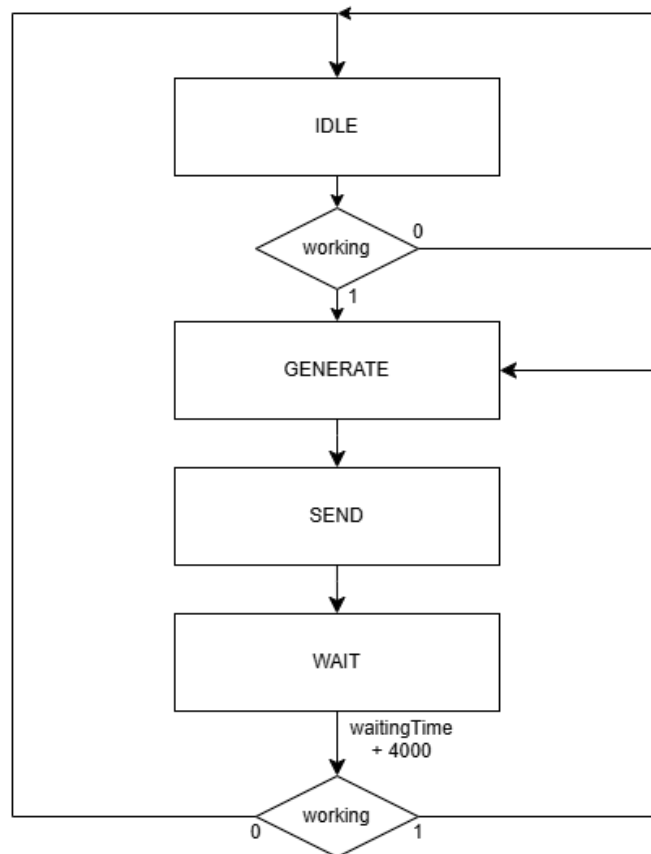 IDLE
working
0
1
GENERATE
SEND
WAIT
waitingTime
+ 4000
working
0
1